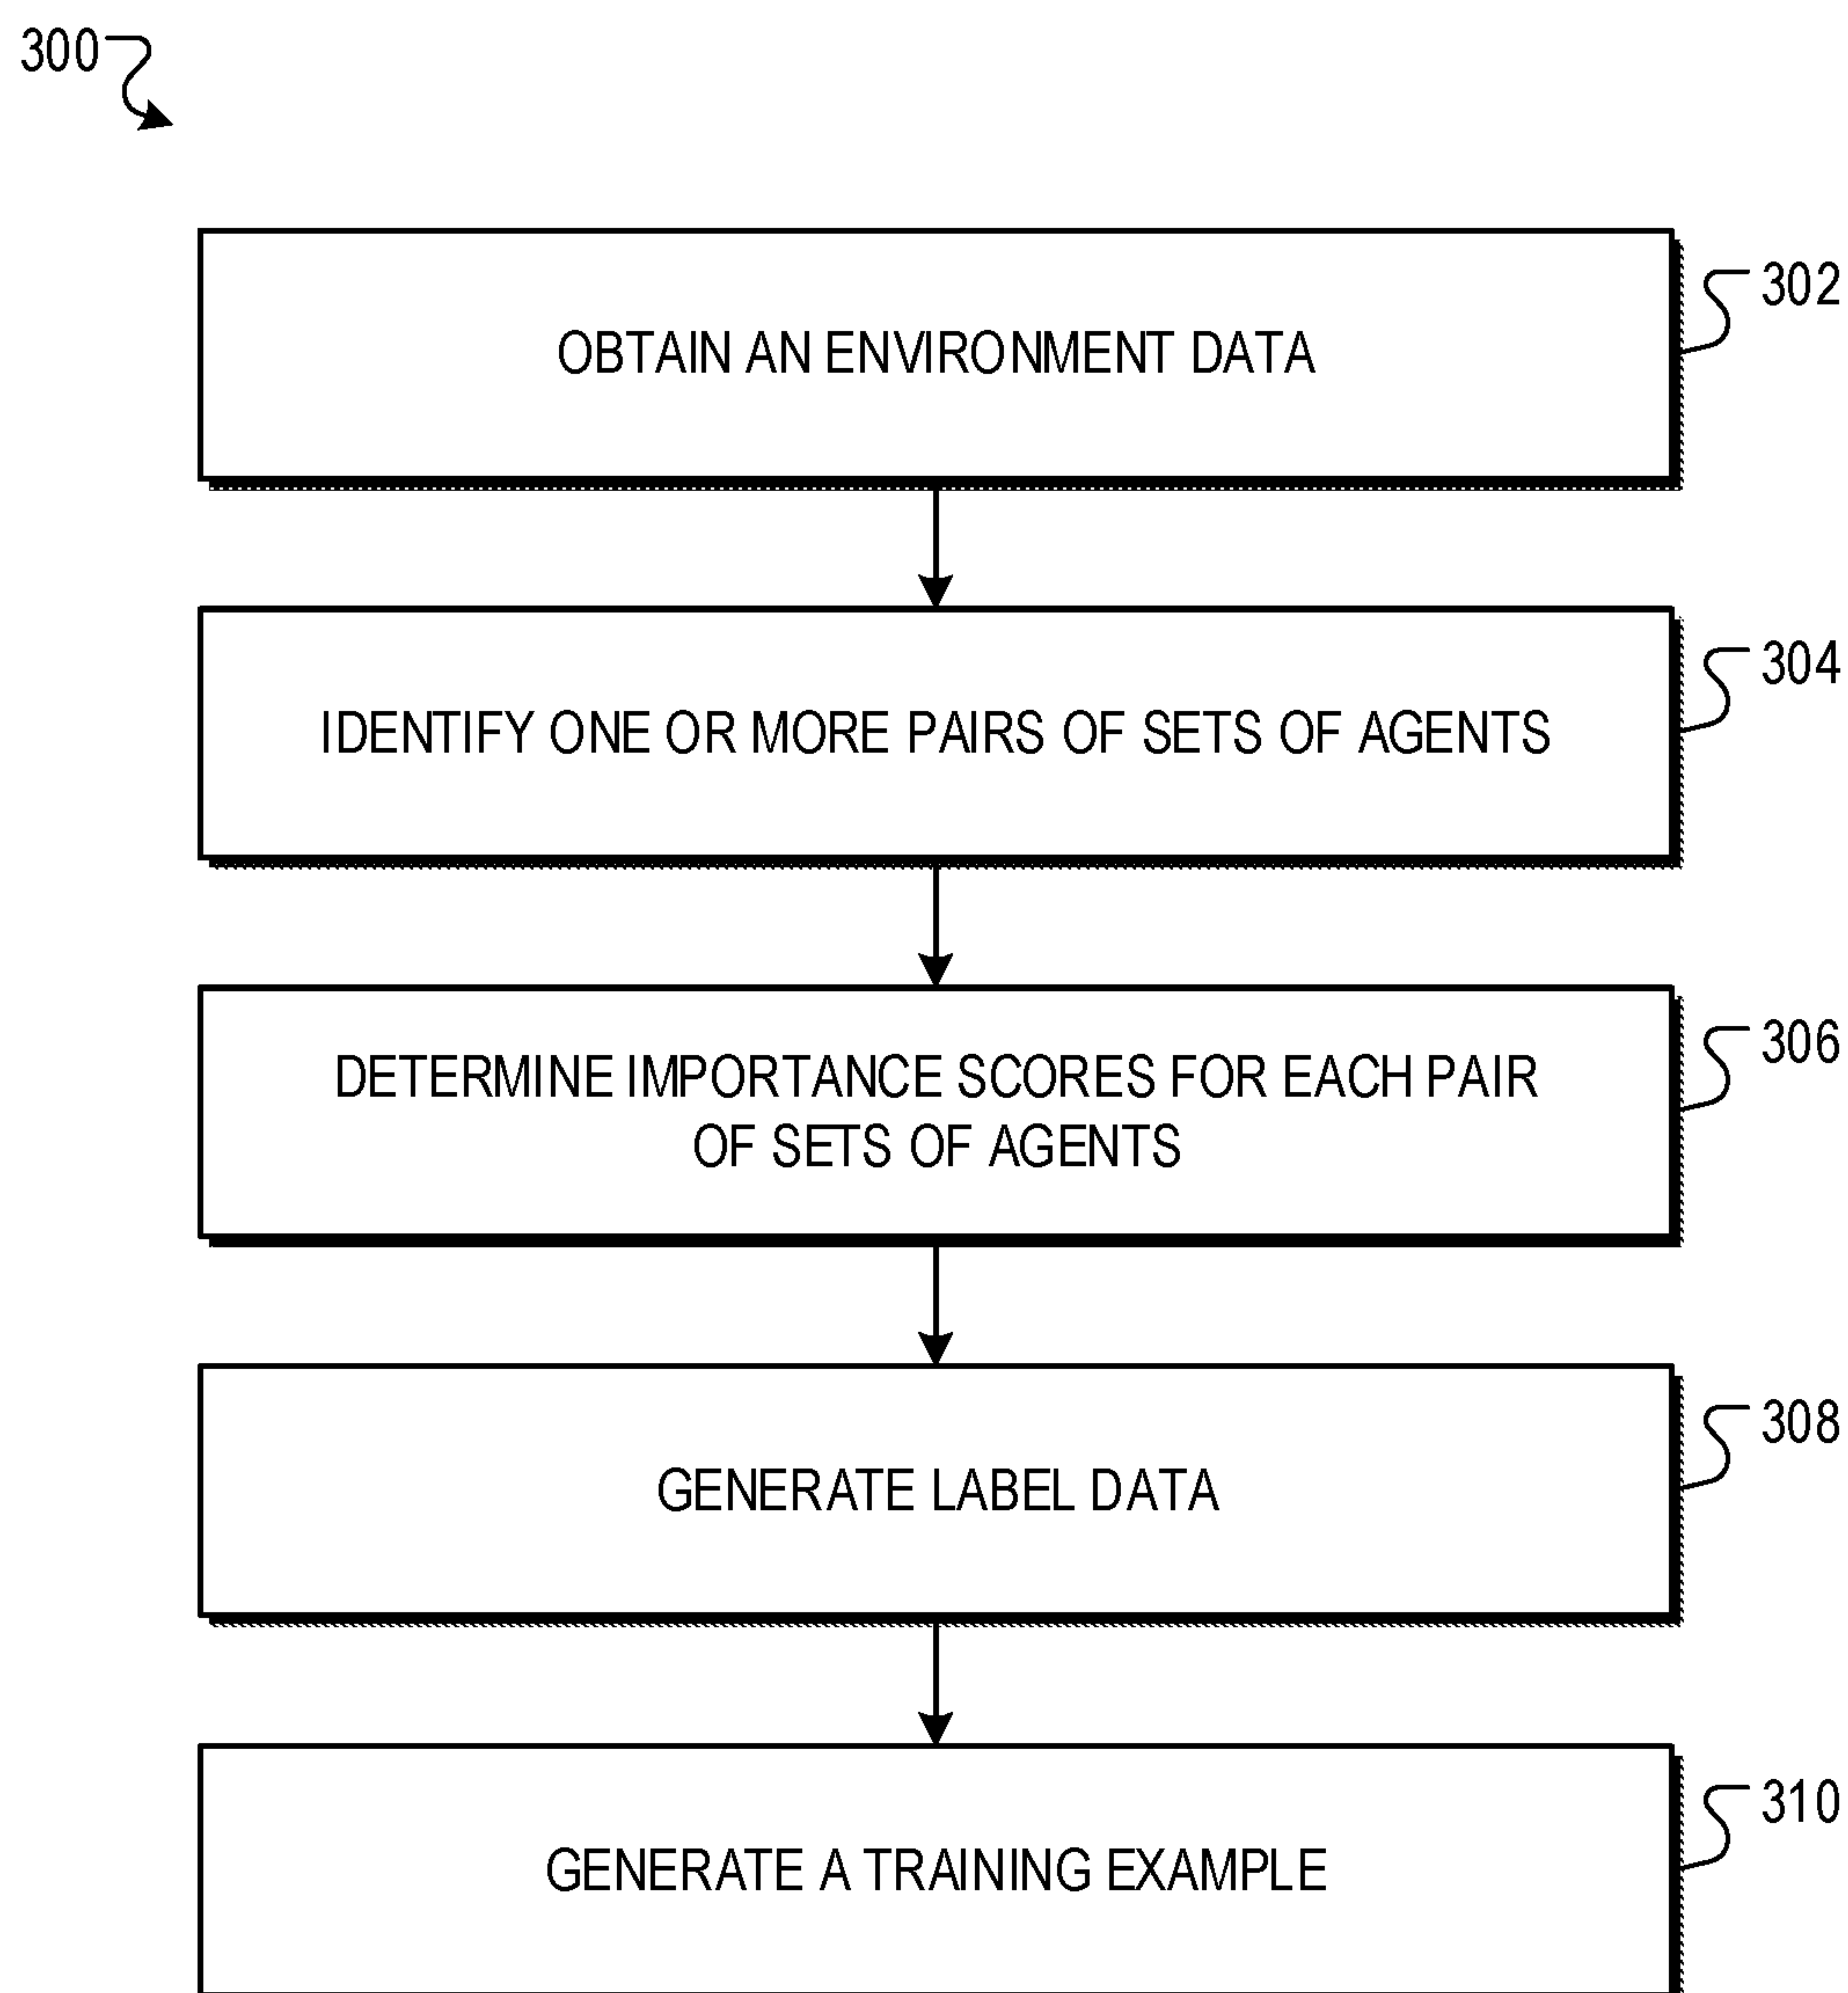 300
302
OBTAIN AN ENVIRONMENT DATA
304
IDENTIFY ONE OR MORE PAIRS OF SETS OF AGENTS
306
DETERMINE IMPORTANCE SCORES FOR EACH PAIR
OF SETS OF AGENTS
308
GENERATE LABEL DATA
310
GENERATE A TRAINING EXAMPLE